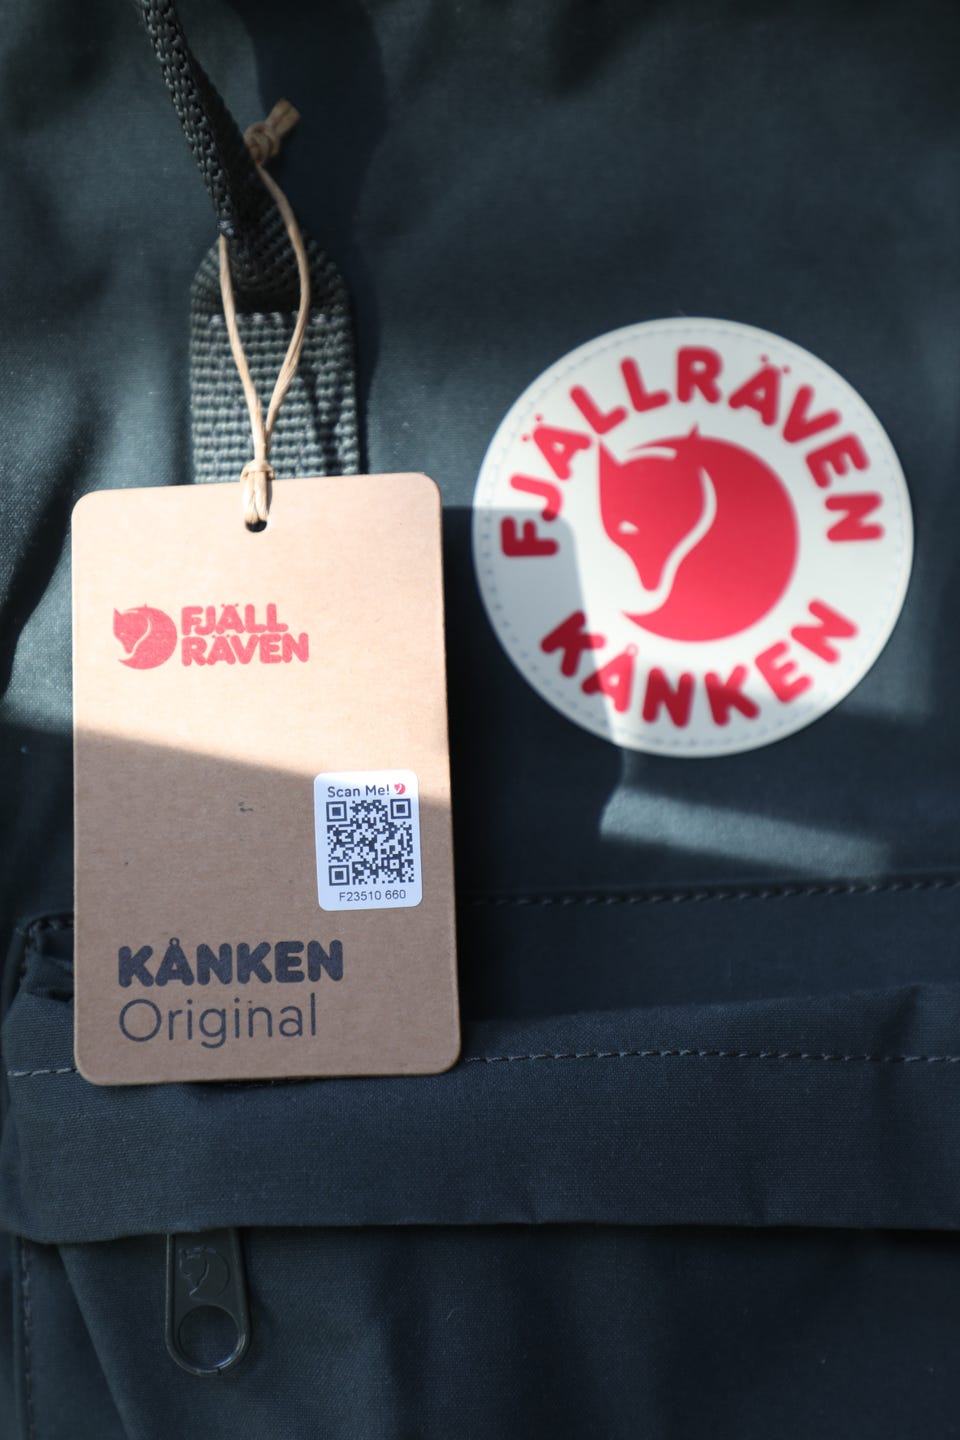 FJÄLLRÄVEN
KÅNKEN
FJÄLL
RÄVEN
Scan Me!
F23510 660
KÅNKEN
Original